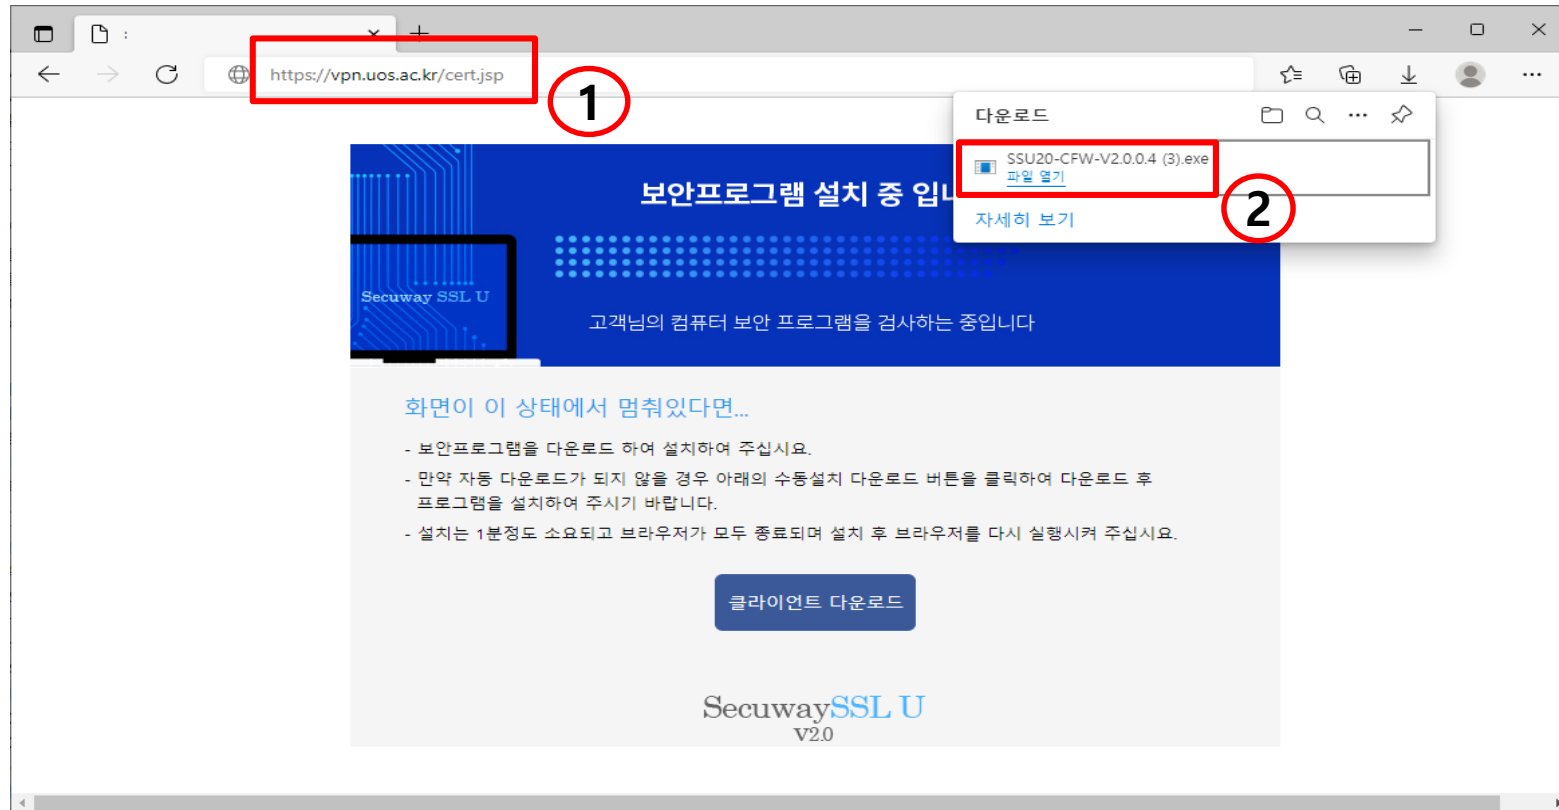 :
https://vpn.uos.ac.kr/cert.jsp
1
다운로드
SSU20-CFW-V2.0.0.4 (3).exe
파일 열기
2
자세히 보기
보안프로그램 설치 중 입
Secuway SSL U
고객님의 컴퓨터 보안 프로그램을 검사하는 중입니다
화면이 이 상태에서 멈춰있다면...
- 보안프로그램을 다운로드 하여 설치하여 주십시요.
- 만약 자동 다운로드가 되지 않을 경우 아래의 수동설치 다운로드 버튼을 클릭하여 다운로드 후
프로그램을 설치하여 주시기 바랍니다.
- 설치는 1분정도 소요되고 브라우저가 모두 종료되며 설치 후 브라우저를 다시 실행시켜 주십시요.
클라이언트 다운로드
SecuwaySSL U
V2.0